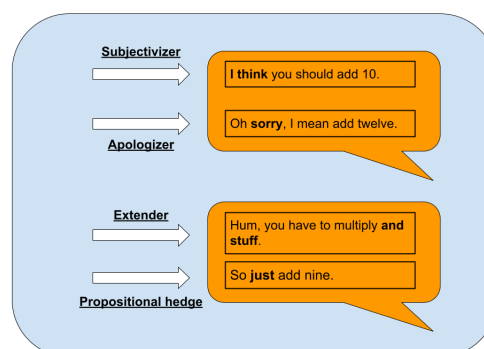 Subjectivizer
I think you should add 10.
Oh sorry, I mean add twelve.
Apologizer
Extender
Hum, you have to multiply and
stuff.
So just add nine.
Propositional hedge